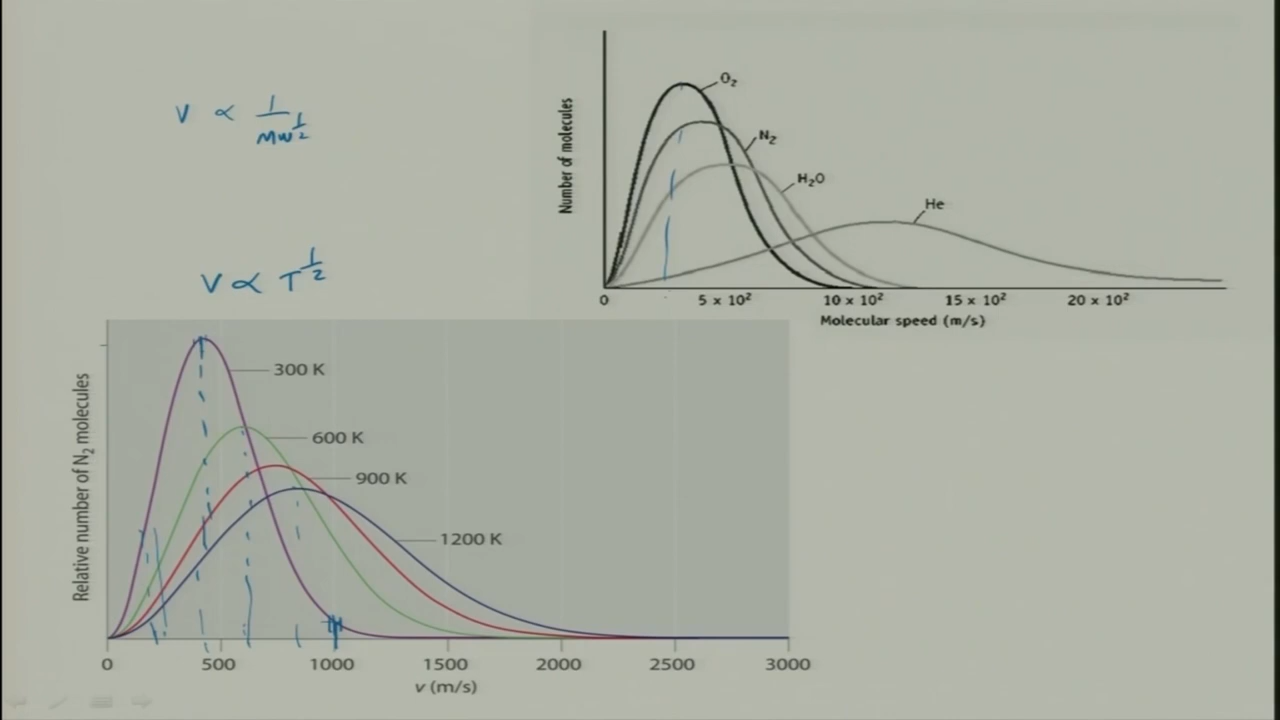 V ∝ 1/MW^1/2
V ∝ T^1/2
Number of molecules
O₂
N₂
H₂O
He
0 5 x 10² 10 x 10² 15 x 10² 20 x 10²
Molecular speed (m/s)
Relative number of N₂ molecules
300 K
600 K
900 K
1200 K
0 500 1000 1500 2000 2500 3000
v (m/s)